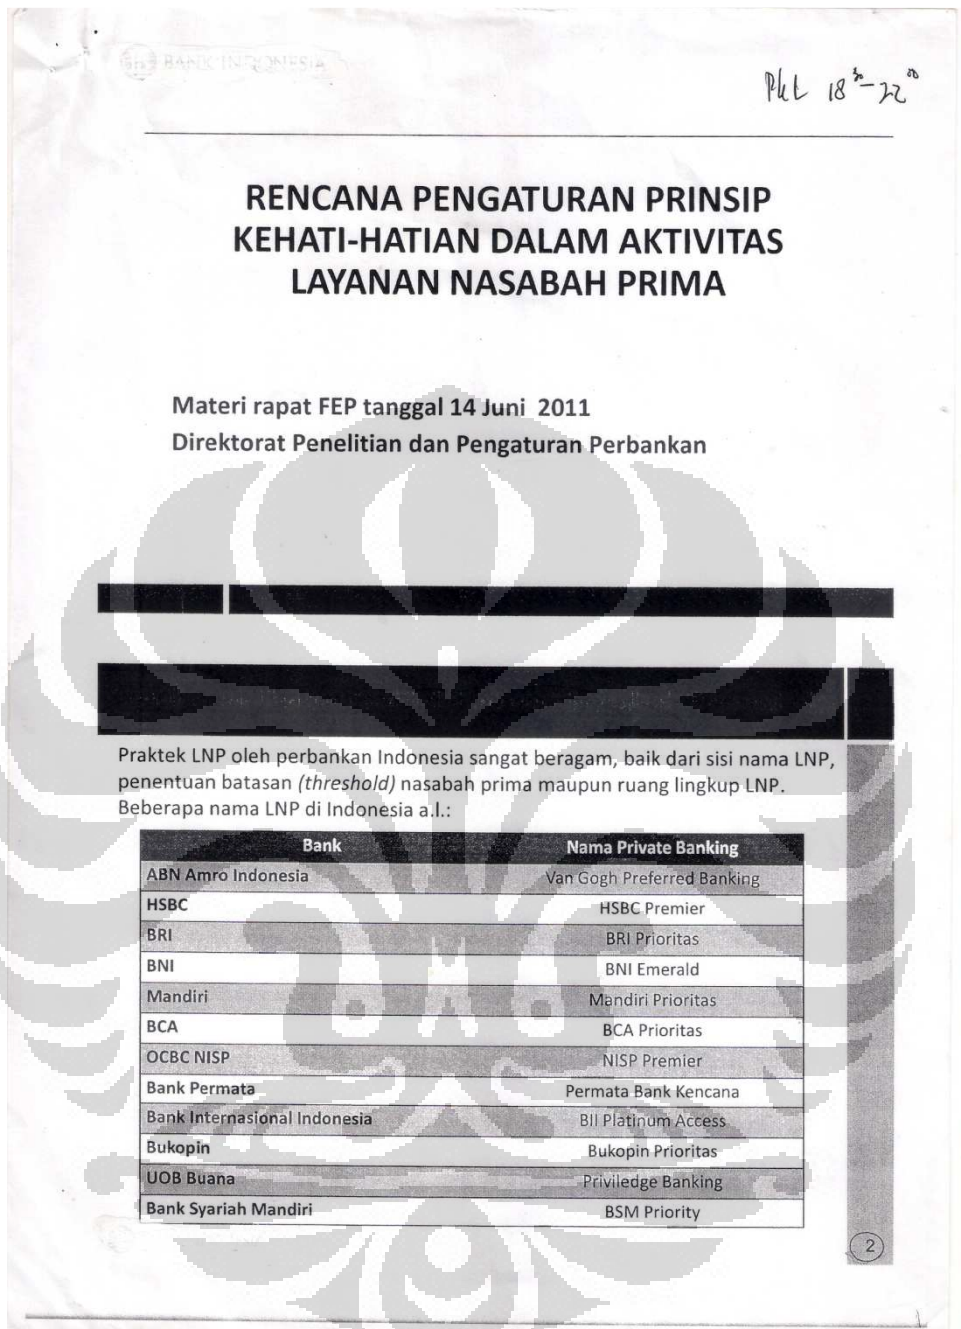 BANK INDONESIA
Pkl 18³⁰-22⁰⁰
RENCANA PENGATURAN PRINSIP
KEHATI-HATIAN DALAM AKTIVITAS
LAYANAN NASABAH PRIMA
Materi rapat FEP tanggal 14 Juni 2011
Direktorat Penelitian dan Pengaturan Perbankan
Praktek LNP oleh perbankan Indonesia sangat beragam, baik dari sisi nama LNP,
penentuan batasan (threshold) nasabah prima maupun ruang lingkup LNP.
Beberapa nama LNP di Indonesia a.l.:
Bank Nama Private Banking
ABN Amro Indonesia Van Gogh Preferred Banking
HSBC HSBC Premier
BRI BRI Prioritas
BNI BNI Emerald
Mandiri Mandiri Prioritas
BCA BCA Prioritas
OCBC NISP NISP Premier
Bank Permata Permata Bank Kencana
Bank Internasional Indonesia BII Platinum Access
Bukopin Bukopin Prioritas
UOB Buana Priviledge Banking
Bank Syariah Mandiri BSM Priority
2